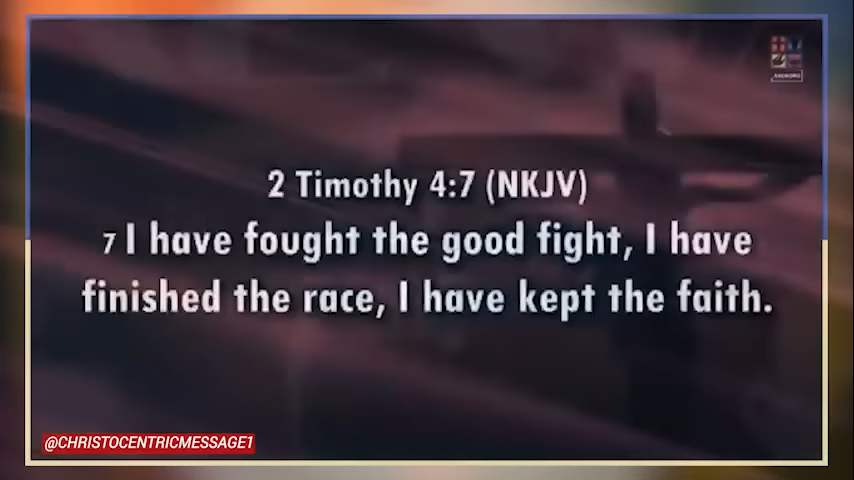 2 Timothy 4:7 (NKJV)
7 I have fought the good fight, I have
finished the race, I have kept the faith.
@CHRISTOCENTRICMESSAGE1